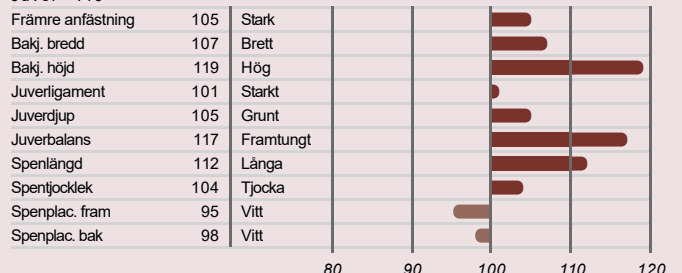 Främre anfästning 105 Stark
Bakj. bredd 107 Brett
Bakj. höjd 119 Hög
Juverligament 101 Starkt
Juverdjup 105 Grunt
Juverbalans 117 Framtungt
Spenlängd 112 Långa
Spentjocklek 104 Tjocka
Spenplac. fram 95 Vitt
Spenplac. bak 98 Vitt
80 90 100 110 120